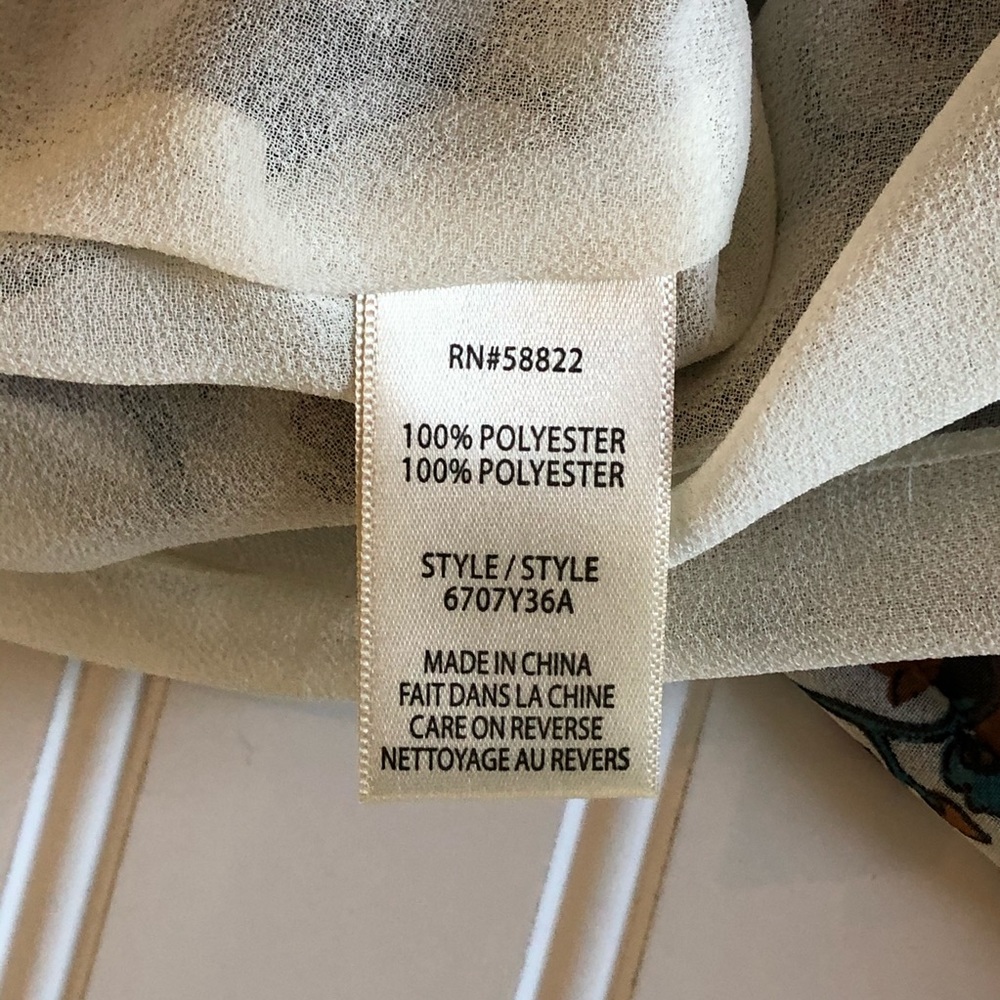 RN#58822
100% POLYESTER
100% POLYESTER
STYLE / STYLE
6707Y36A
MADE IN CHINA
FAIT DANS LA CHINE
CARE ON REVERSE
NETTOYAGE AU REVERS